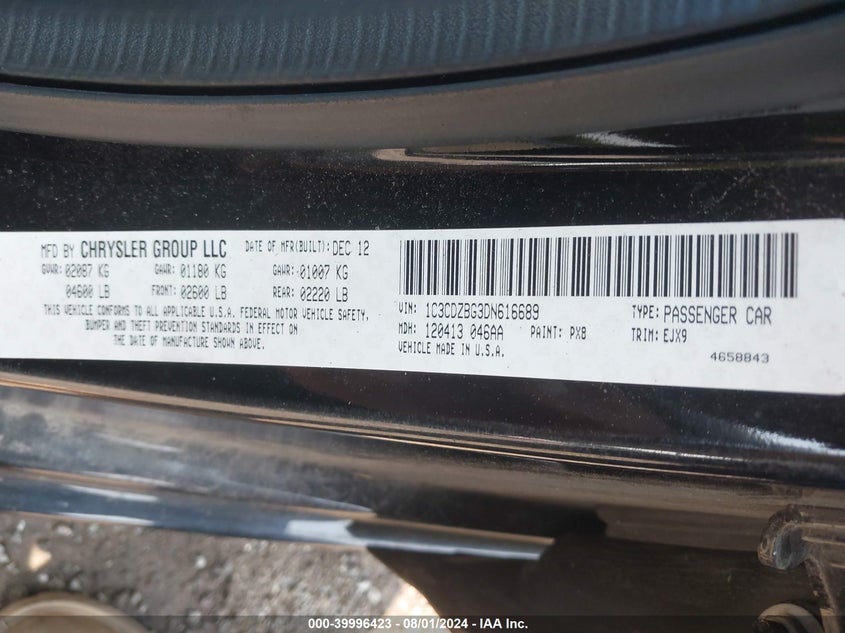 MFD BY CHRYSLER GROUP LLC DATE OF MFR(BUILT): DEC 12
GVWR: 02087 KG GAWR: 01180 KG GAWR: 01007 KG
04600 LB FRONT: 02600 LB REAR: 02220 LB
THIS VEHICLE CONFORMS TO ALL APPLICABLE U.S.A. FEDERAL MOTOR VEHICLE SAFETY,
BUMPER AND THEFT PREVENTION STANDARDS IN EFFECT ON
THE DATE OF MANUFACTURE SHOWN ABOVE.
VIN: 1C3CDZBG3DN616689 TYPE: PASSENGER CAR
MDH: 120413 046AA PAINT: PX8 TRIM: EJX9
VEHICLE MADE IN U.S.A. 4658843
000-39996423 - 08/01/2024 - IAA Inc.